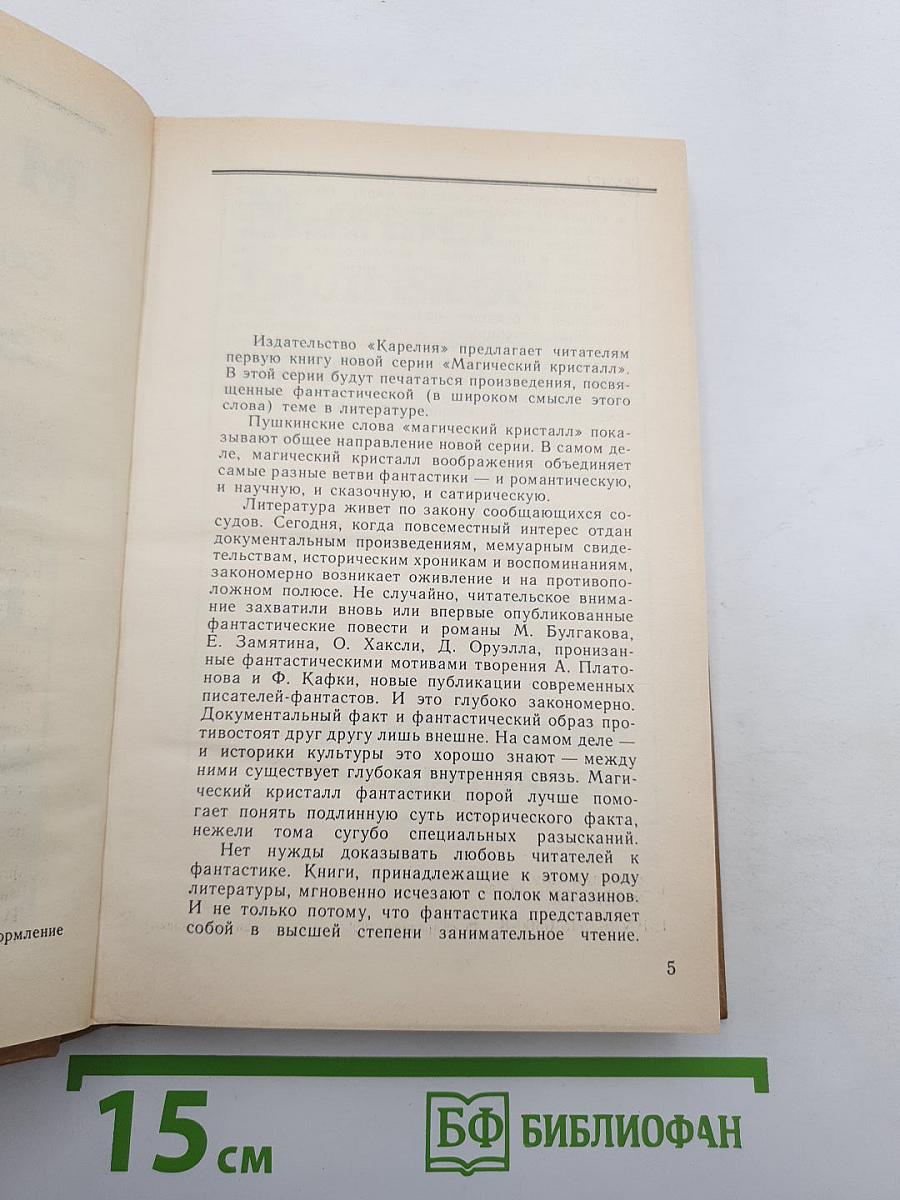 Издательство «Карелия» предлагает читателям
первую книгу новой серии «Магический кристалл».
В этой серии будут печататься произведения, посвя-
щенные фантастической (в широком смысле этого
слова) теме в литературе.
Пушкинские слова «магический кристалл» пока-
зывают общее направление новой серии. В самом де-
ле, магический кристалл воображения объединяет
самые разные ветви фантастики — и романтическую,
и научную, и сказочную, и сатирическую.
Литература живет по закону сообщающихся со-
судов. Сегодня, когда повсеместный интерес отдан
документальным произведениям, мемуарным свиде-
тельствам, историческим хроникам и воспоминаниям,
закономерно возникает оживление и на противопо-
ложном полюсе. Не случайно, читательское внима-
ние захватили вновь или впервые опубликованные
фантастические повести и романы М. Булгакова,
Е. Замятина, О. Хаксли, Д. Оруэлла, пронизан-
ные фантастическими мотивами творения А. Плато-
нова и Ф. Кафки, новые публикации современных
писателей-фантастов. И это глубоко закономерно.
Документальный факт и фантастический образ про-
тивостоят друг другу лишь внешне. На самом деле —
и историки культуры это хорошо знают — между
ними существует глубокая внутренняя связь. Маги-
ческий кристалл фантастики порой лучше помо-
гает понять подлинную суть исторического факта,
нежели тома сугубо специальных разысканий.
Нет нужды доказывать любовь читателей к
фантастике. Книги, принадлежащие к этому роду
литературы, мгновенно исчезают с полок магазинов.
И не только потому, что фантастика представляет
собой в высшей степени занимательное чтение.
5
ормление
15 см
БФ БИБЛИОФАН